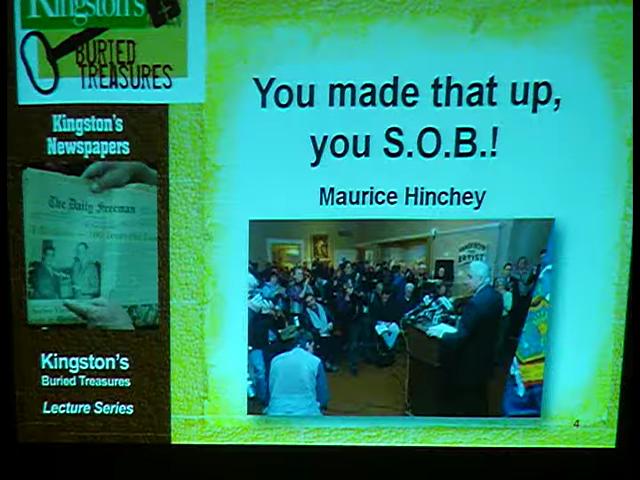 Kingston's
BURIED
TREASURES
Kingston's
Newspapers
The Daily Freeman
Kingston's
Buried Treasures
Lecture Series
You made that up,
you S.O.B.!
Maurice Hinchey
ARTIST
4